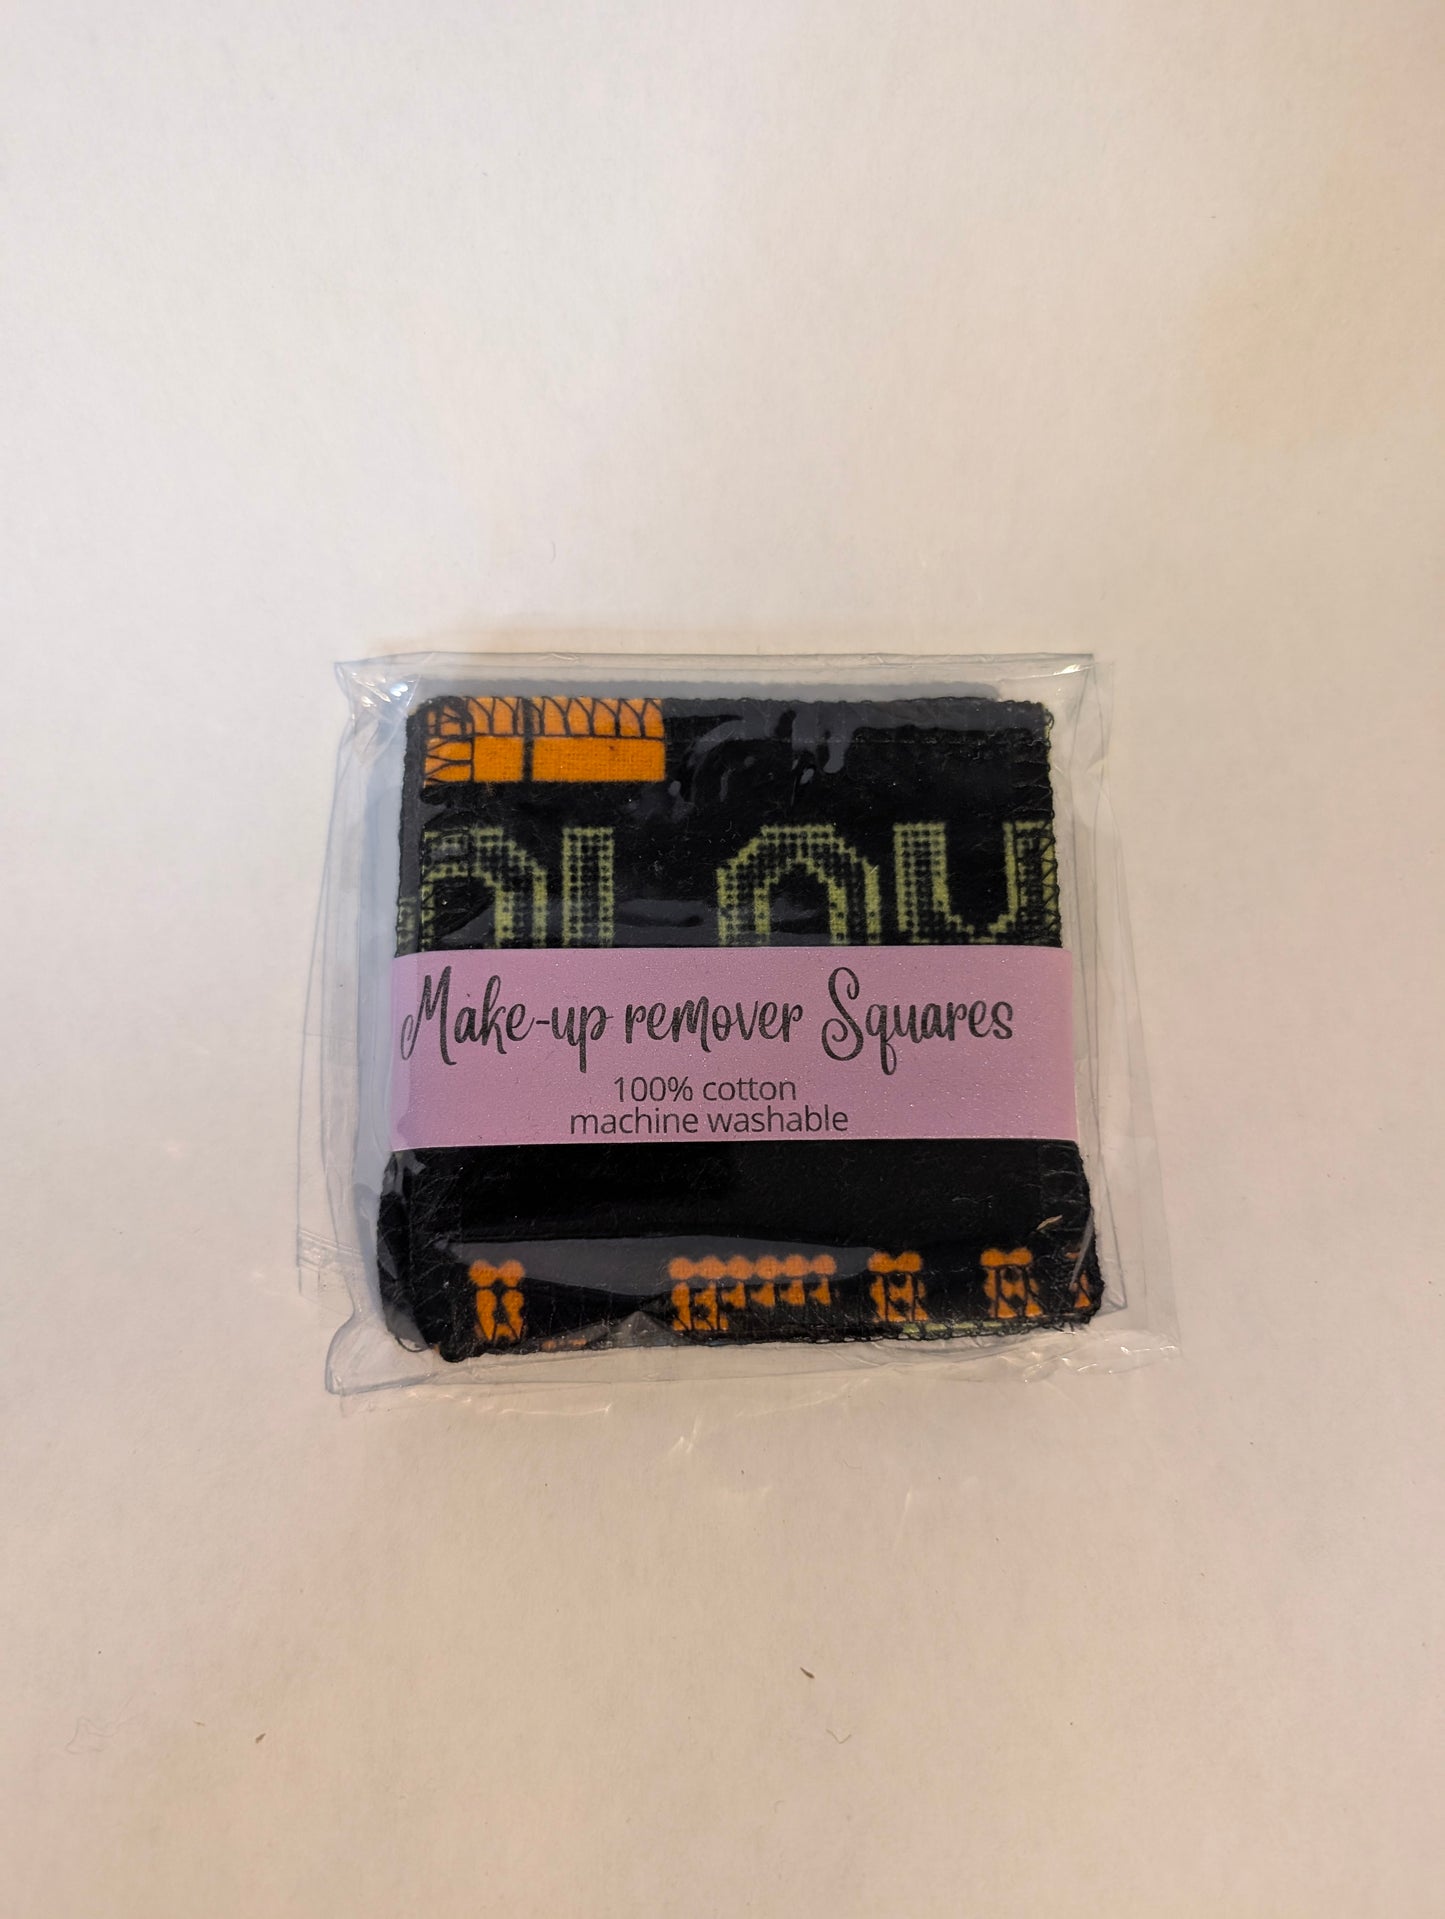 Make-up remover Squares
100% cotton
machine washable